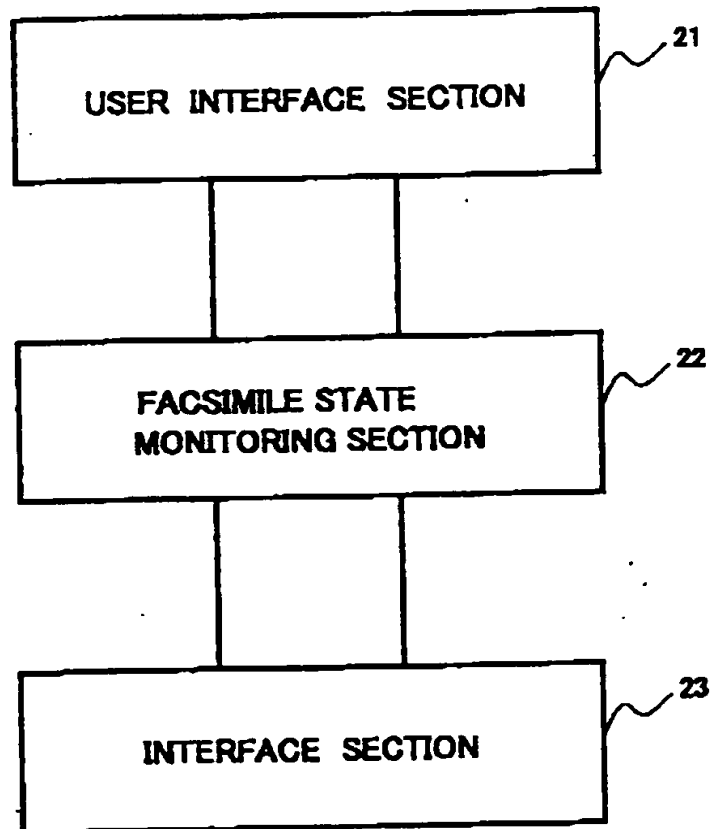 21
USER INTERFACE SECTION
22
FACSIMILE STATE
MONITORING SECTION
23
INTERFACE SECTION